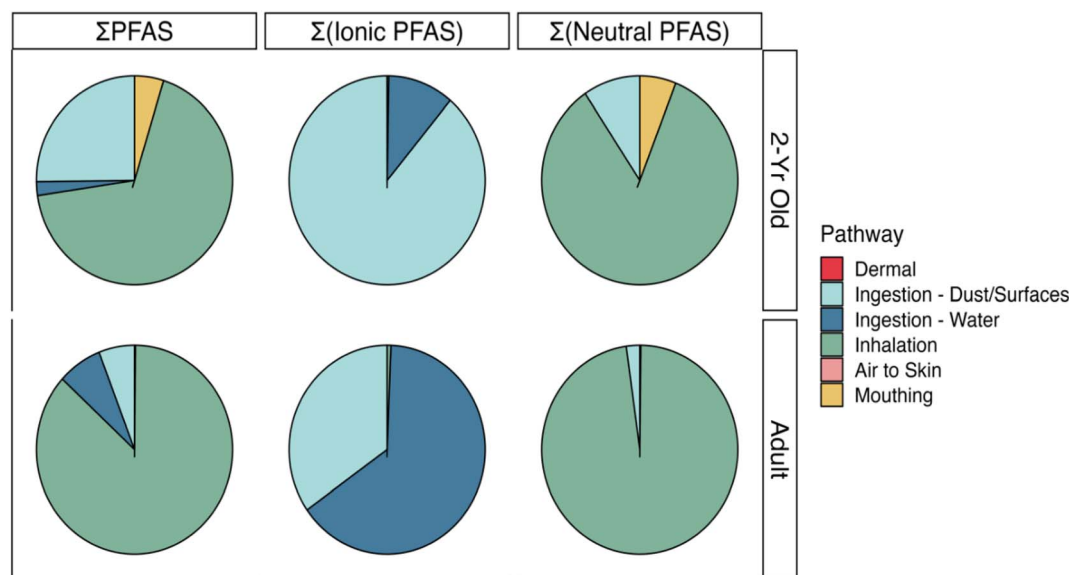 ΣPFAS
Σ(Ionic PFAS)
Σ(Neutral PFAS)
2-Yr Old
Adult
Pathway
Dermal
Ingestion - Dust/Surfaces
Ingestion - Water
Inhalation
Air to Skin
Mouthing